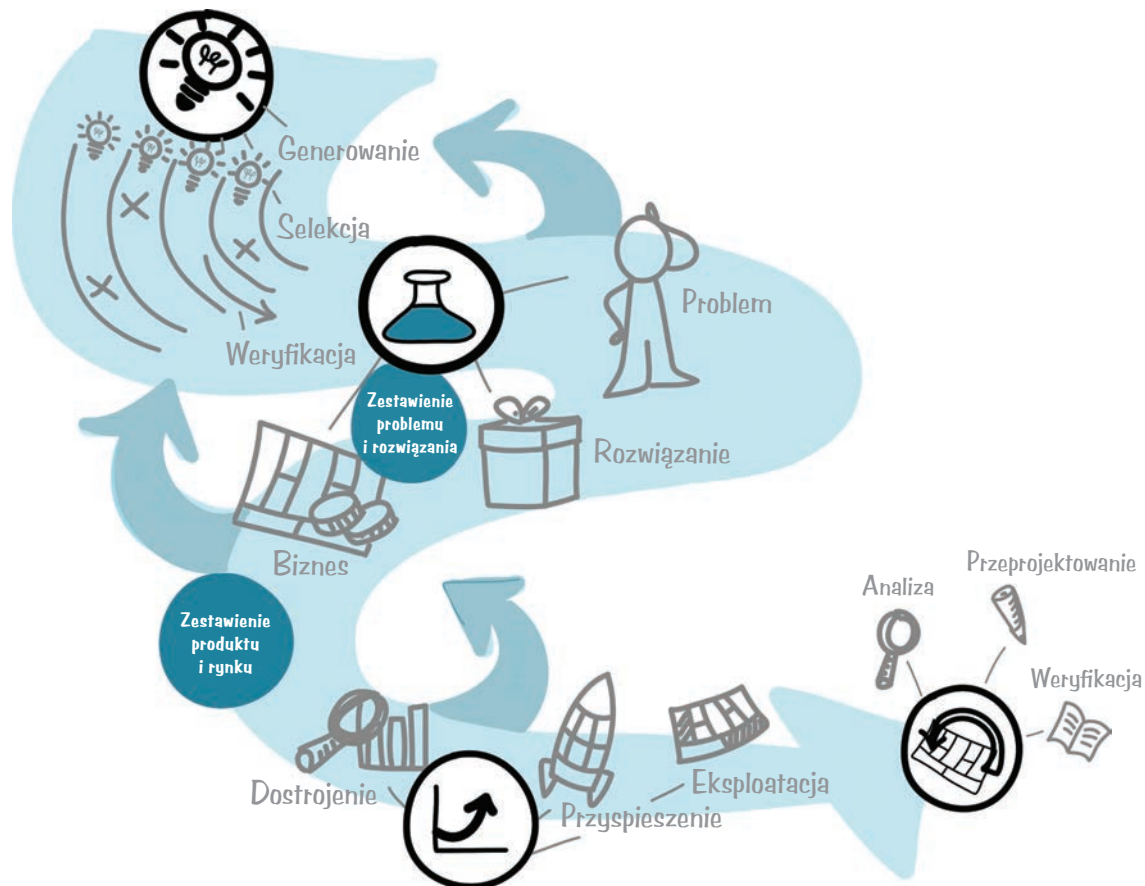 Generowanie
Selekcja
Weryfikacja
Problem
Zestawienie
problemu
i rozwiązania
Rozwiązanie
Biznes
Zestawienie
produktu
i rynku
Dostrojenie
Przyspieszenie
Eksploatacja
Analiza
Przeprojektowanie
Weryfikacja